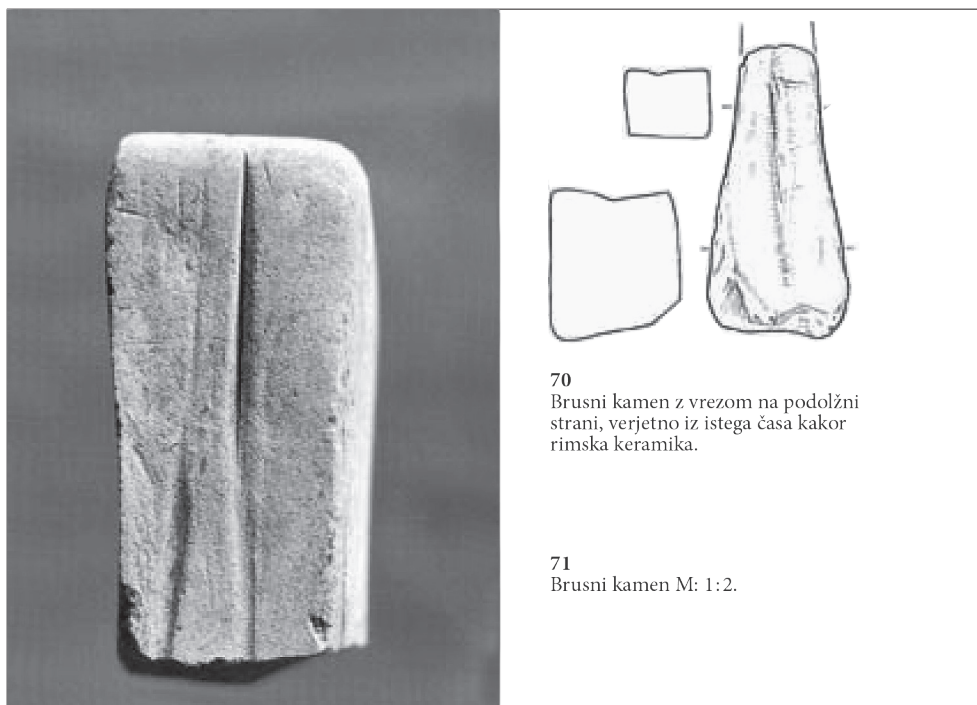 70
Brusni kamen z vrezom na podolžni
strani, verjetno iz istega časa kakor
rimska keramika.
71
Brusni kamen M: 1:2.